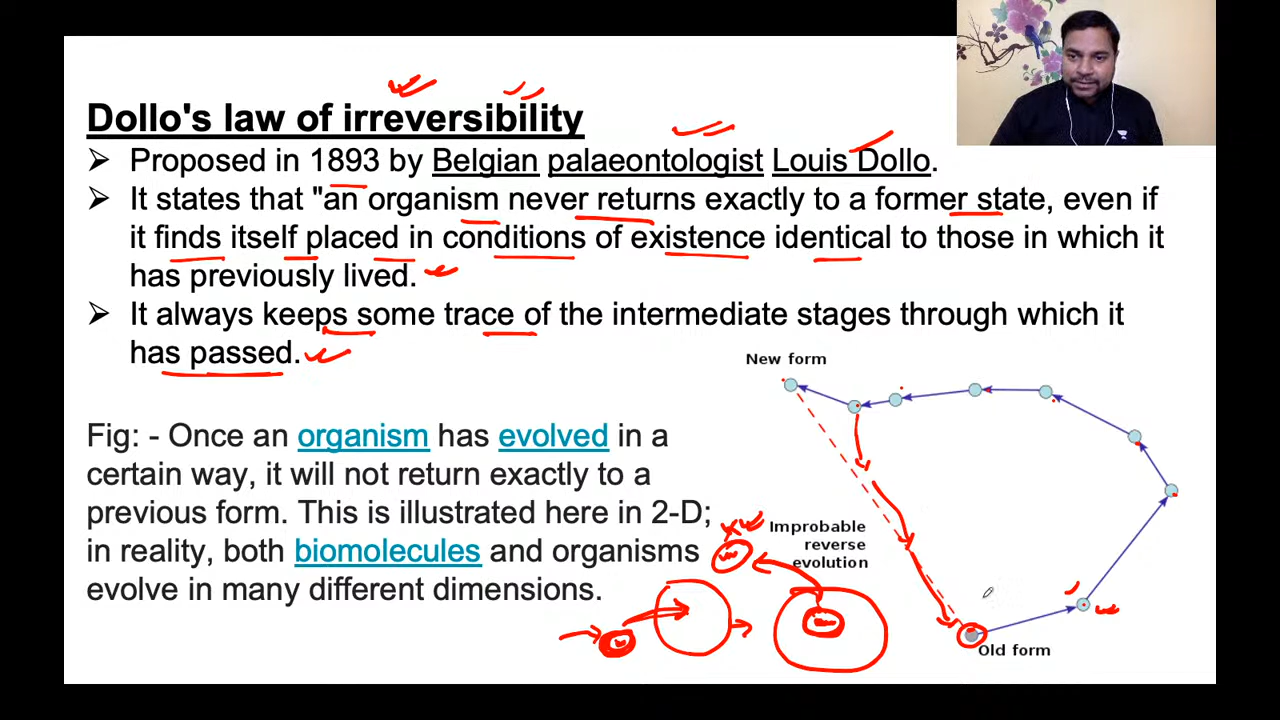 Dollo's law of irreversibility
➢ Proposed in 1893 by Belgian palaeontologist Louis Dollo.
➢ It states that "an organism never returns exactly to a former state, even if
it finds itself placed in conditions of existence identical to those in which it
has previously lived.
➢ It always keeps some trace of the intermediate stages through which it
has passed.
New form
Fig: - Once an organism has evolved in a
certain way, it will not return exactly to a
previous form. This is illustrated here in 2-D;
in reality, both biomolecules and organisms
evolve in many different dimensions.
Improbable
reverse
evolution
Old form